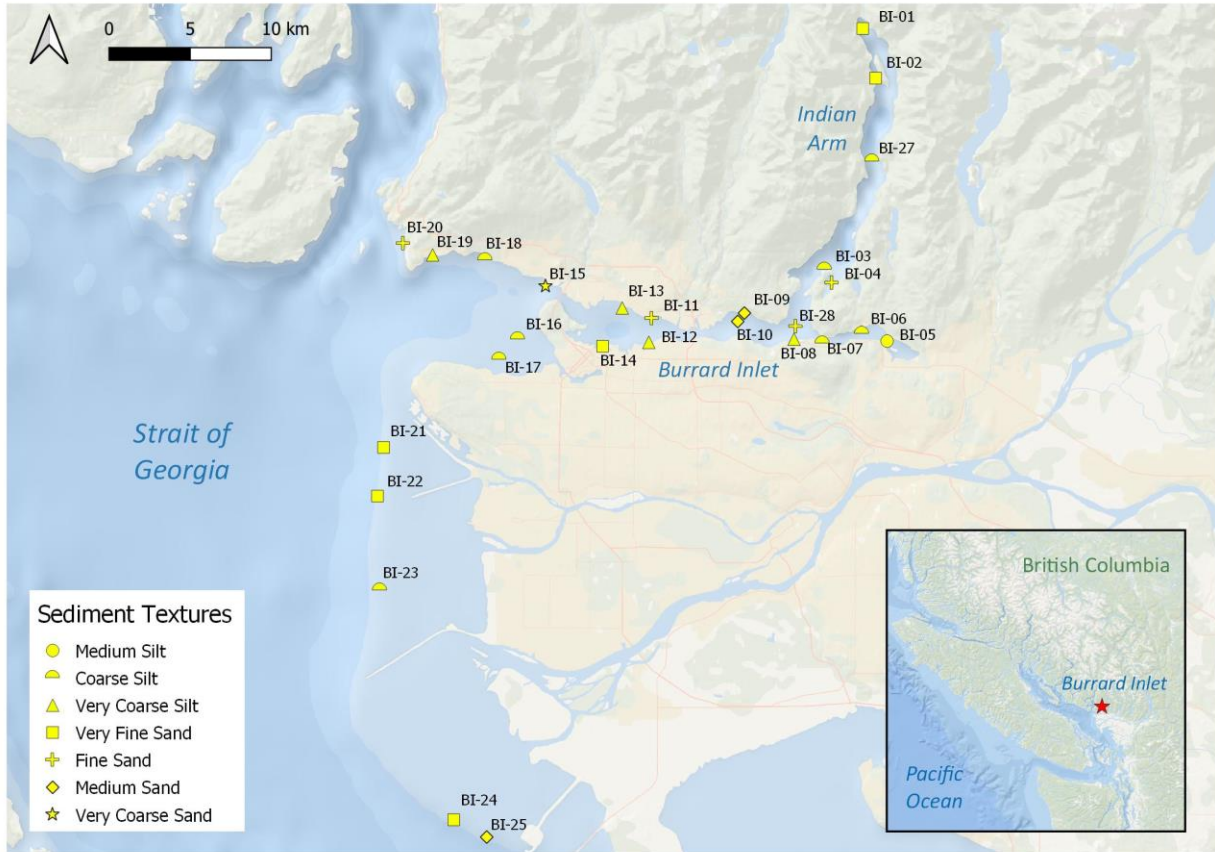 0 5 10 km
BI-01
BI-02
Indian
Arm
BI-27
BI-20
BI-19
BI-18
BI-03
BI-04
BI-15
BI-13
BI-11
BI-09
BI-10
BI-28
BI-06
BI-05
BI-16
BI-12
BI-08
BI-07
BI-14
BI-17
Burrard Inlet
Strait of
Georgia
BI-21
BI-22
BI-23
BI-24
BI-25
Sediment Textures
Medium Silt
Coarse Silt
Very Coarse Silt
Very Fine Sand
Fine Sand
Medium Sand
Very Coarse Sand
British Columbia
Burrard Inlet
Pacific
Ocean